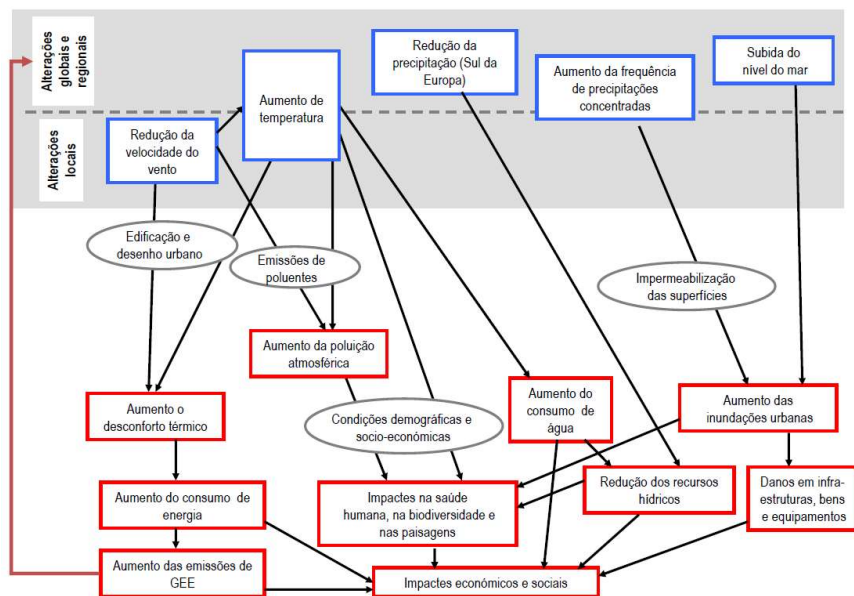 Alterações
globais e
regionais
Redução da
precipitação (Sul da
Europa)
Subida do
nível do mar
Aumento da frequência
de precipitações
concentradas
Aumento de
temperatura
Alterações
locais
Redução da
velocidade do
vento
Edificação e
desenho urbano
Emissões de
poluentes
Impermeabilização
das superfícies
Aumento da poluição
atmosférica
Aumento o
desconforto térmico
Condições demográficas e
socio-económicas
Aumento do
consumo de
água
Aumento das
inundações urbanas
Aumento do consumo de
energia
Impactes na saúde
humana, na biodiversidade e
nas paisagens
Redução dos recursos
hídricos
Danos em infra-
estruturas, bens
e equipamentos
Aumento das emissões de
GEE
Impactes económicos e sociais